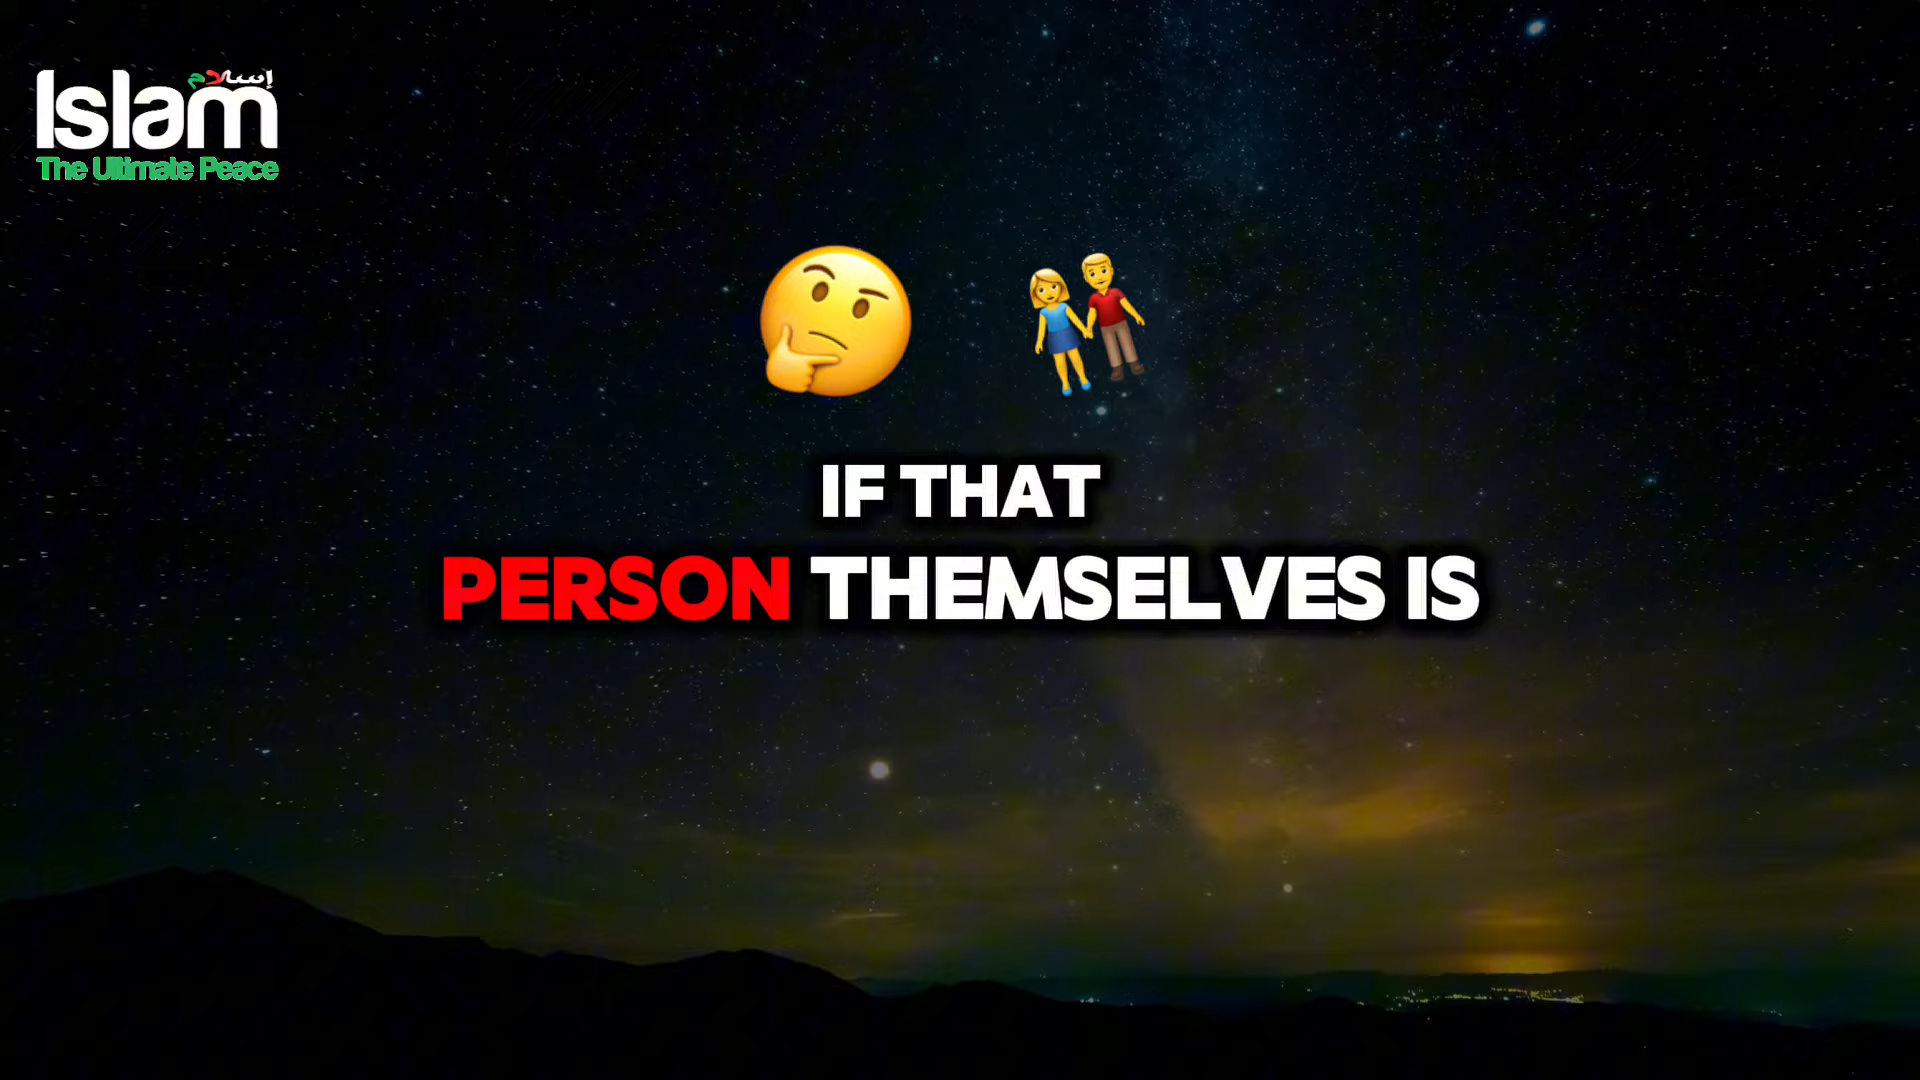 إسلام
Islam
The Ultimate Peace
IF THAT
PERSON THEMSELVES IS